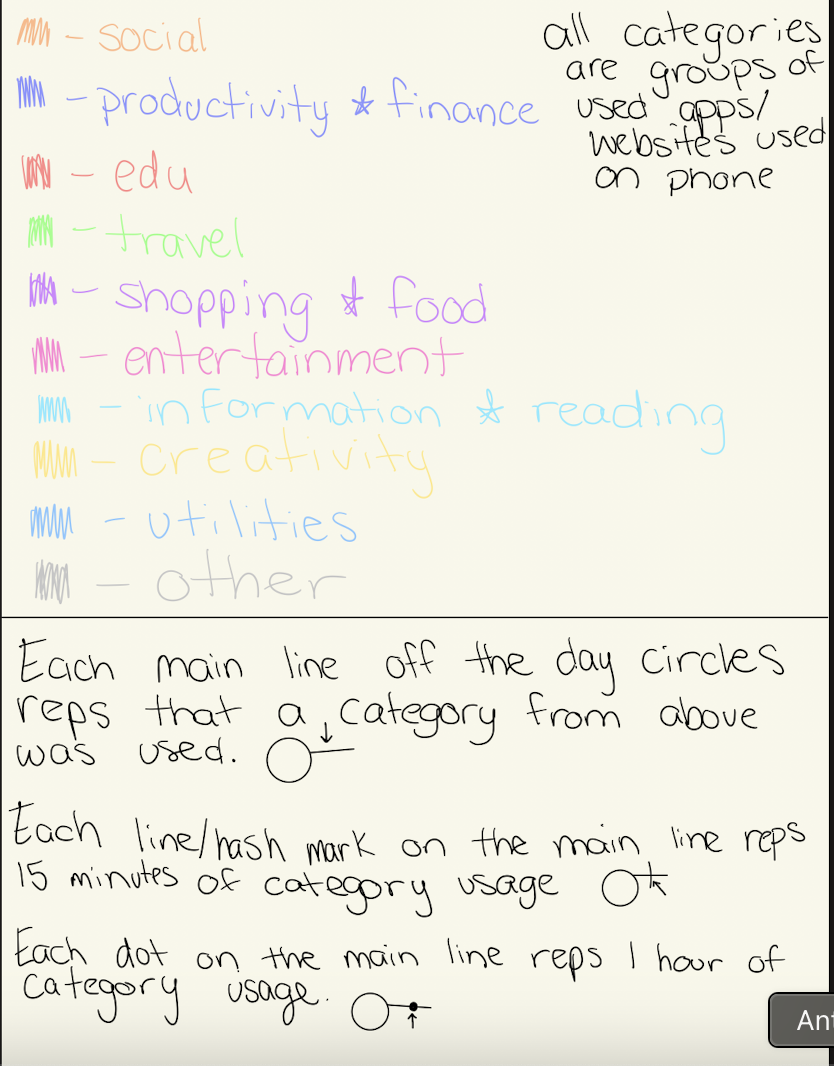 - social
- productivity & finance
- edu
- travel
- shopping & food
- entertainment
- information & reading
- creativity
- utilities
- other
all categories
are groups of
used apps/
websites used
on phone
Each main line off the day circles
reps that a category from above
was used.
Each line/hash mark on the main line reps
15 minutes of category usage
Each dot on the main line reps 1 hour of
category usage.
Ant